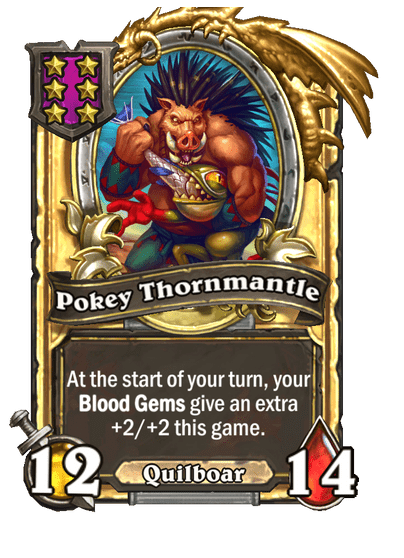 Pokey Thornmantle
At the start of your turn, your
Blood Gems give an extra
+2/+2 this game.
12
Quilboar
14